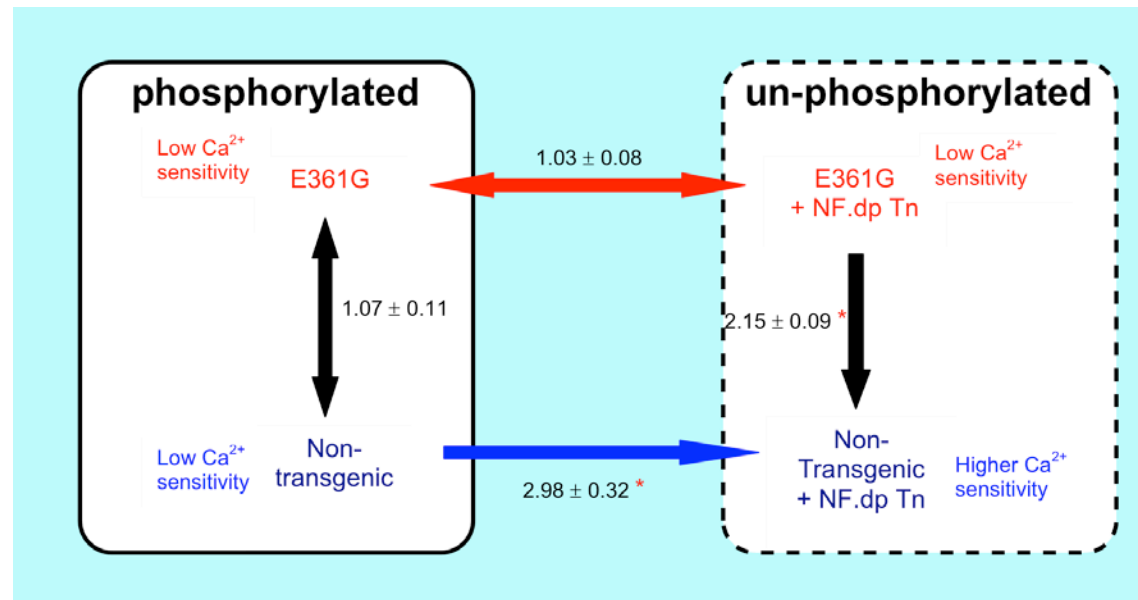 phosphorylated
Low Ca²⁺
sensitivity
E361G
1.07 ± 0.11
Low Ca²⁺
sensitivity
Non-
transgenic
1.03 ± 0.08
2.98 ± 0.32 *
un-phosphorylated
E361G
+ NF.dp Tn
Low Ca²⁺
sensitivity
2.15 ± 0.09 *
Non-
Transgenic
+ NF.dp Tn
Higher Ca²⁺
sensitivity